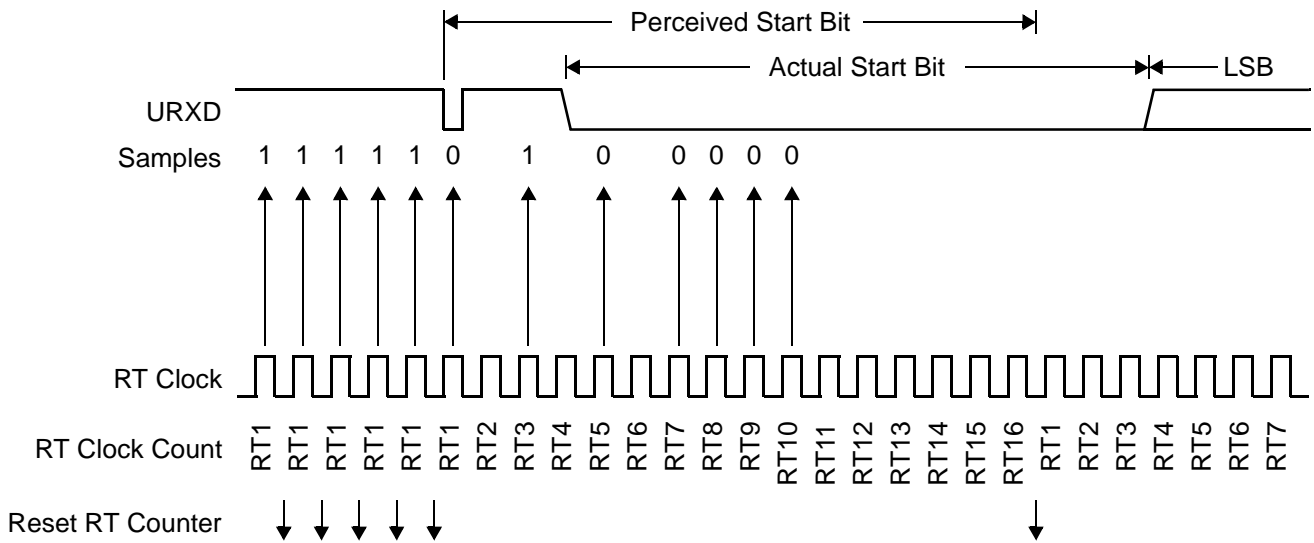 Perceived Start Bit
Actual Start Bit
LSB
URXD
Samples 1 1 1 1 1 0 1 0 0 0 0 0
RT Clock
RT Clock Count RT1 RT1 RT1 RT1 RT1 RT1 RT2 RT3 RT4 RT5 RT6 RT7 RT8 RT9 RT10 RT11 RT12 RT13 RT14 RT15 RT16 RT1 RT2 RT3 RT4 RT5 RT6 RT7
Reset RT Counter